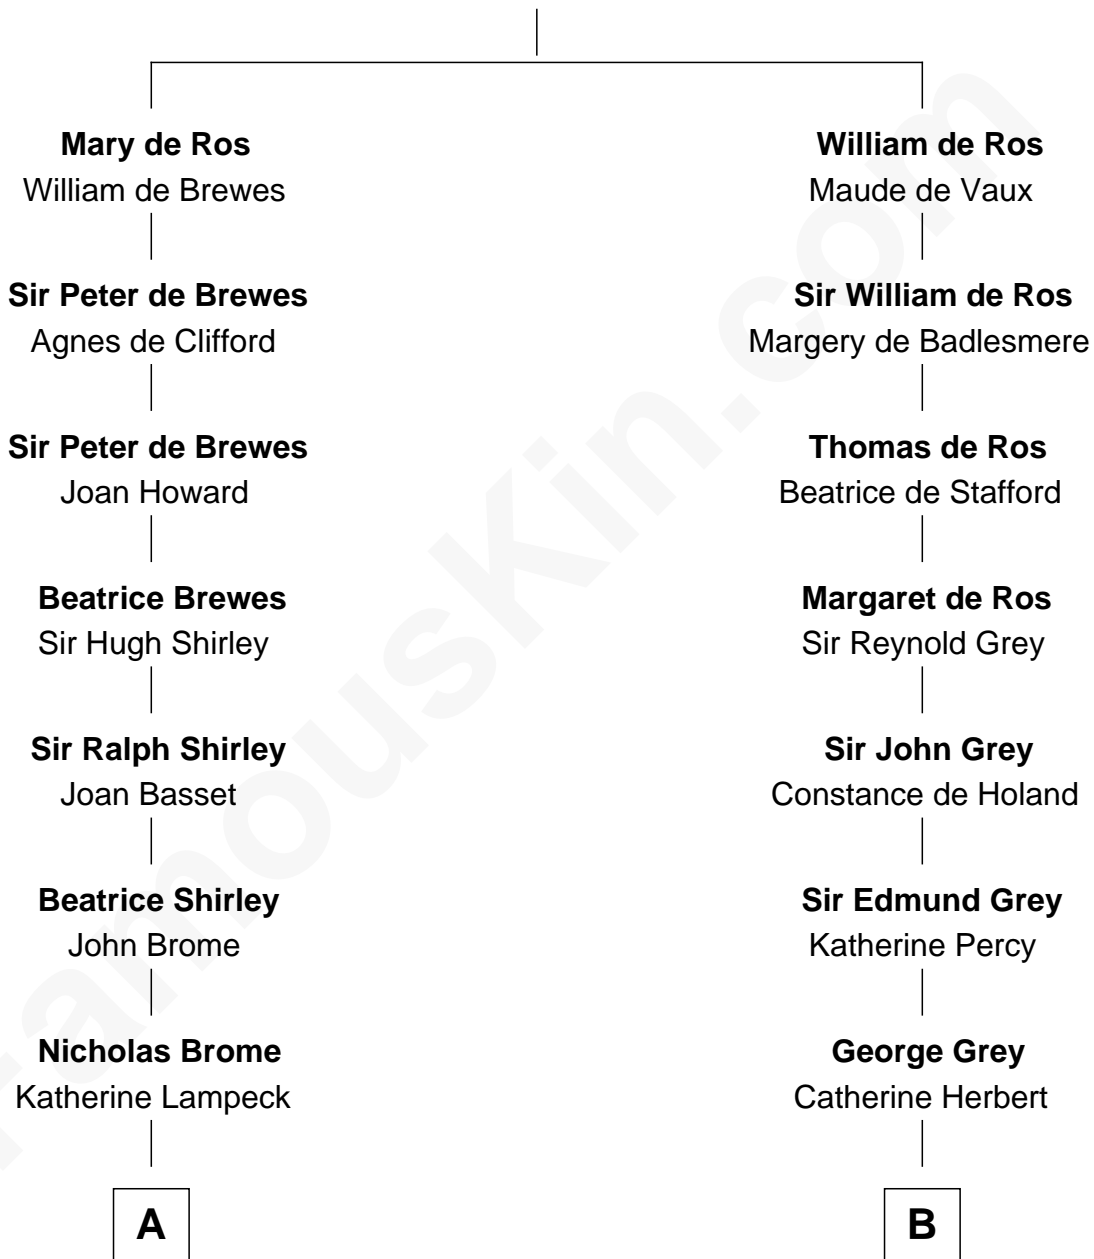 Mary de Ros
William de Brewes
Sir Peter de Brewes
Agnes de Clifford
Sir Peter de Brewes
Joan Howard
Beatrice Brewes
Sir Hugh Shirley
Sir Ralph Shirley
Joan Basset
Beatrice Shirley
John Brome
Nicholas Brome
Katherine Lampeck
A
William de Ros
Maude de Vaux
Sir William de Ros
Margery de Badlesmere
Thomas de Ros
Beatrice de Stafford
Margaret de Ros
Sir Reynold Grey
Sir John Grey
Constance de Holand
Sir Edmund Grey
Katherine Percy
George Grey
Catherine Herbert
B
FamousKin.com